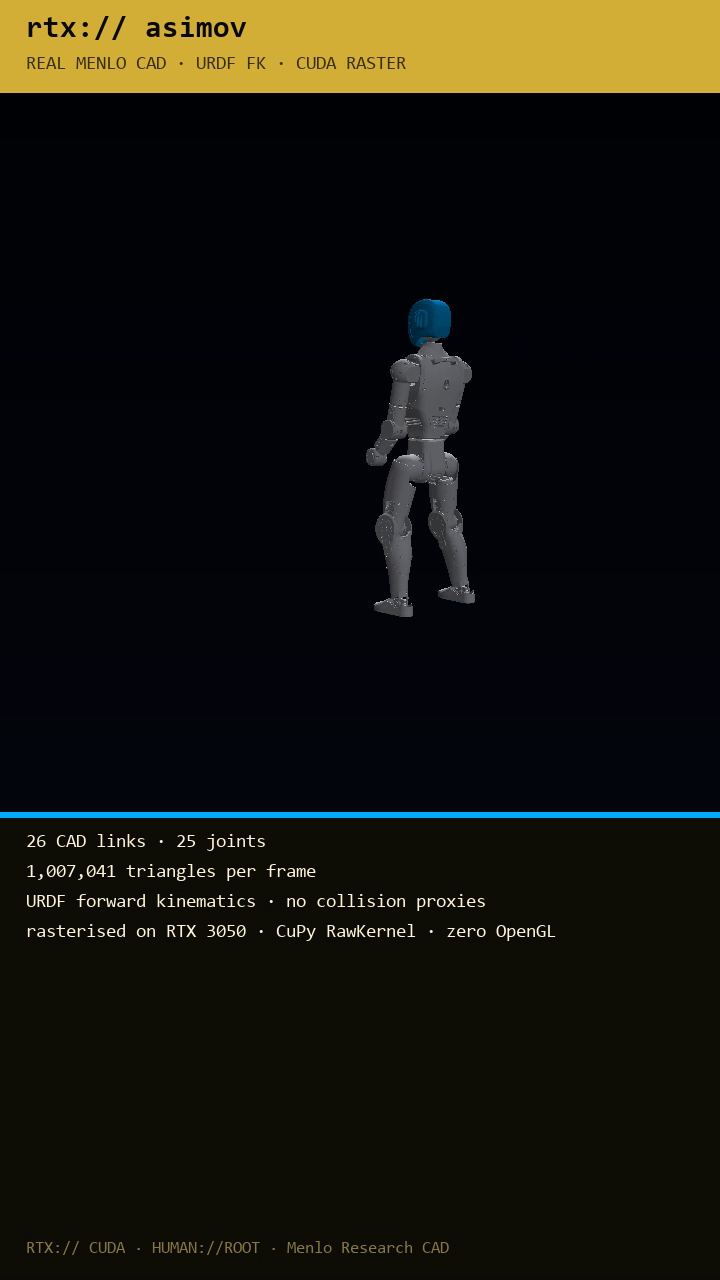 rtx:// asimov
REAL MENLO CAD · URDF FK · CUDA RASTER
26 CAD links · 25 joints
1,007,041 triangles per frame
URDF forward kinematics · no collision proxies
rasterised on RTX 3050 · CuPy RawKernel · zero OpenGL
RTX:// CUDA · HUMAN://ROOT · Menlo Research CAD